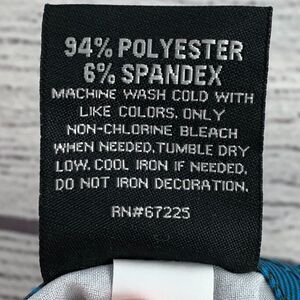 94% POLYESTER
6% SPANDEX
MACHINE WASH COLD WITH
LIKE COLORS. ONLY
NON-CHLORINE BLEACH
WHEN NEEDED.TUMBLE DRY
LOW. COOL IRON IF NEEDED.
DO NOT IRON DECORATION.
RN#67225